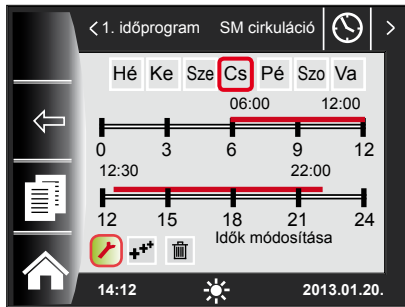 < 1. időprogram SM cirkuláció >
Hé Ke Sze Cs Pé Szo Va
06:00 12:00
0 3 6 9 12
12:30 22:00
12 15 18 21 24
Idők módosítása
14:12 2013.01.20.